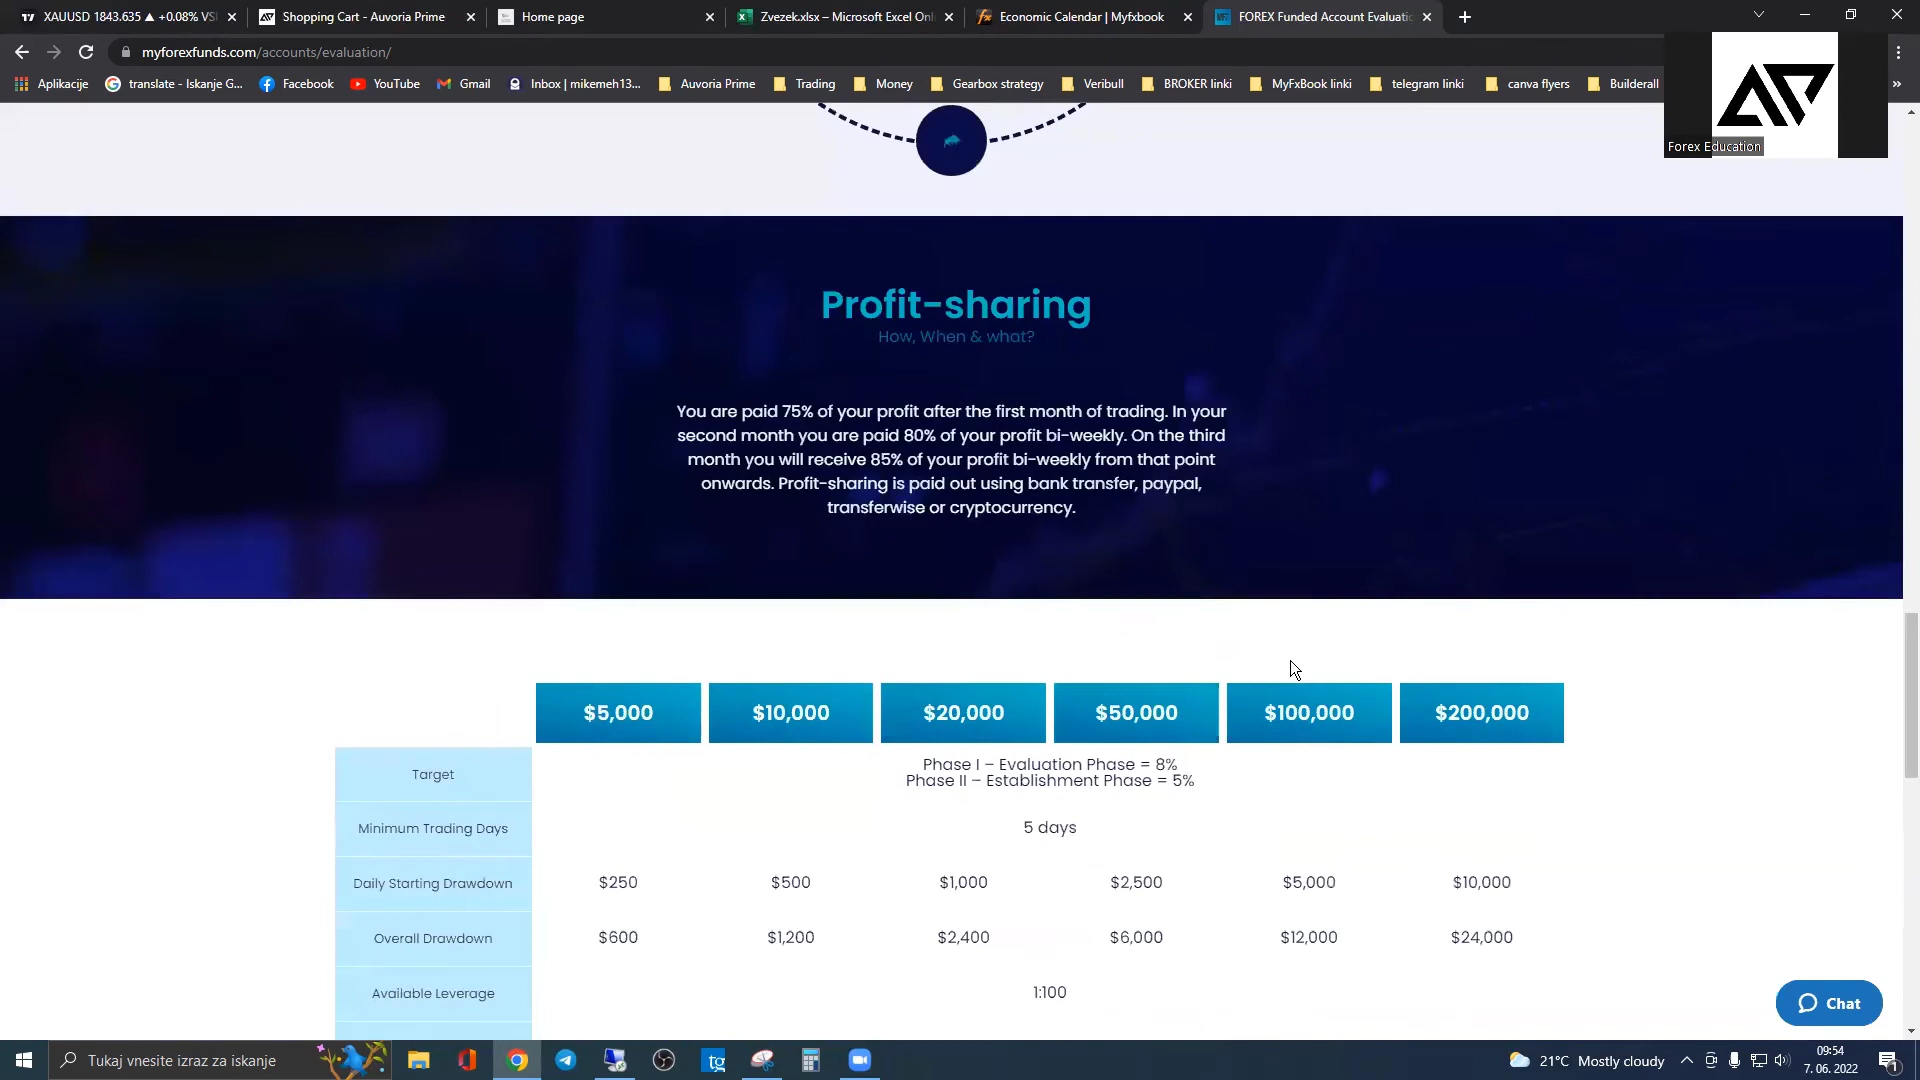 XAUUSD 1843.635 ▲ +0.08% VS
Shopping Cart - Auvoria Prime
Home page
Zvezek.xlsx – Microsoft Excel Onl
Economic Calendar | Myfxbook
FOREX Funded Account Evaluatio
myforexfunds.com/accounts/evaluation/
Aplikacije
translate - Iskanje G...
Facebook
YouTube
Gmail
Inbox | mikemeh13...
Auvoria Prime
Trading
Money
Gearbox strategy
Veribull
BROKER linki
MyFxBook linki
telegram linki
canva flyers
Builderall
»
Forex Education
Profit-sharing
How, When & what?
You are paid 75% of your profit after the first month of trading. In your
second month you are paid 80% of your profit bi-weekly. On the third
month you will receive 85% of your profit bi-weekly from that point
onwards. Profit-sharing is paid out using bank transfer, paypal,
transferwise or cryptocurrency.
$5,000 $10,000 $20,000 $50,000 $100,000 $200,000
Target
Phase I – Evaluation Phase = 8%
Phase II – Establishment Phase = 5%
Minimum Trading Days 5 days
Daily Starting Drawdown $250 $500 $1,000 $2,500 $5,000 $10,000
Overall Drawdown $600 $1,200 $2,400 $6,000 $12,000 $24,000
Available Leverage 1:100
Chat
Tukaj vnesite izraz za iskanje
tg
21°C Mostly cloudy
09:54
7. 06. 2022
1